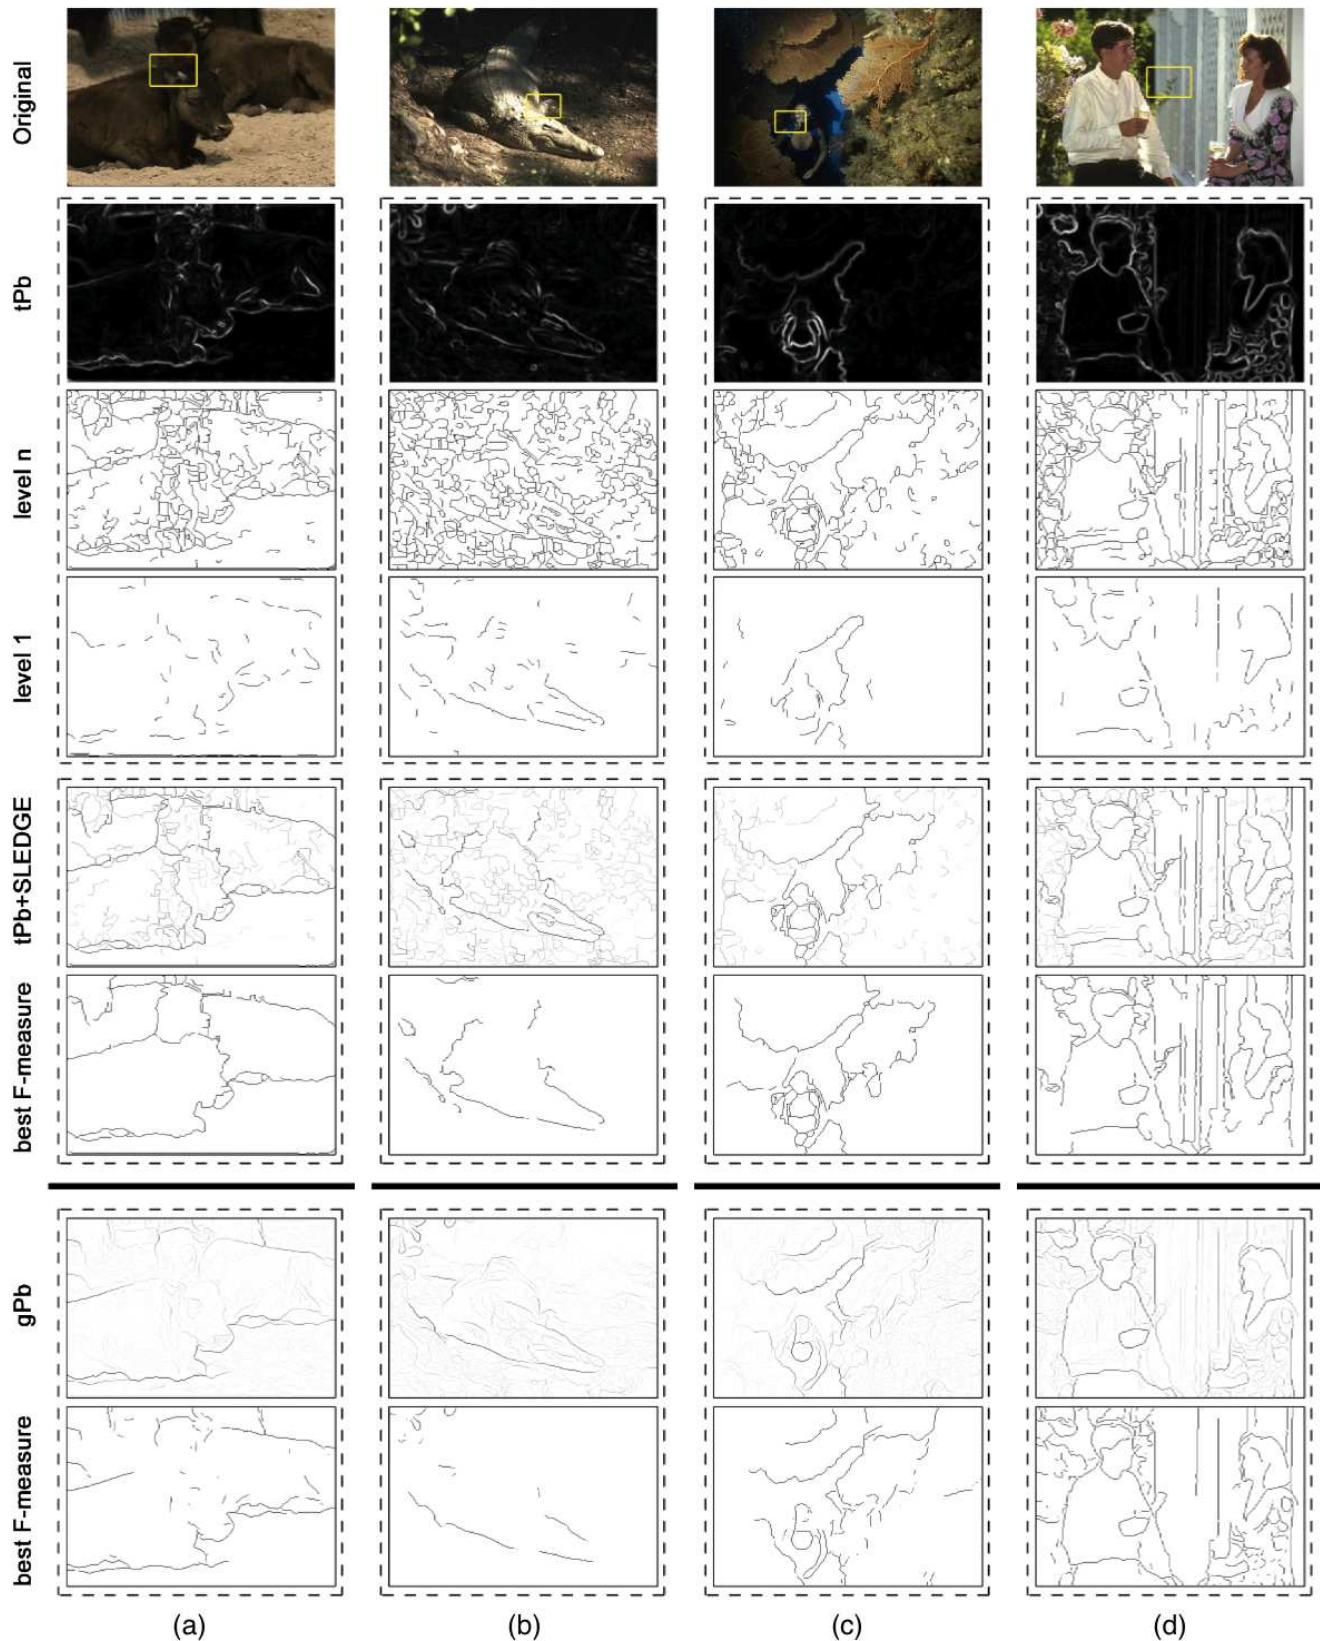 Original
tPb
level n
level 1
tPb+SLEDGE
best F-measure
gPb
best F-measure
(a) (b) (c) (d)